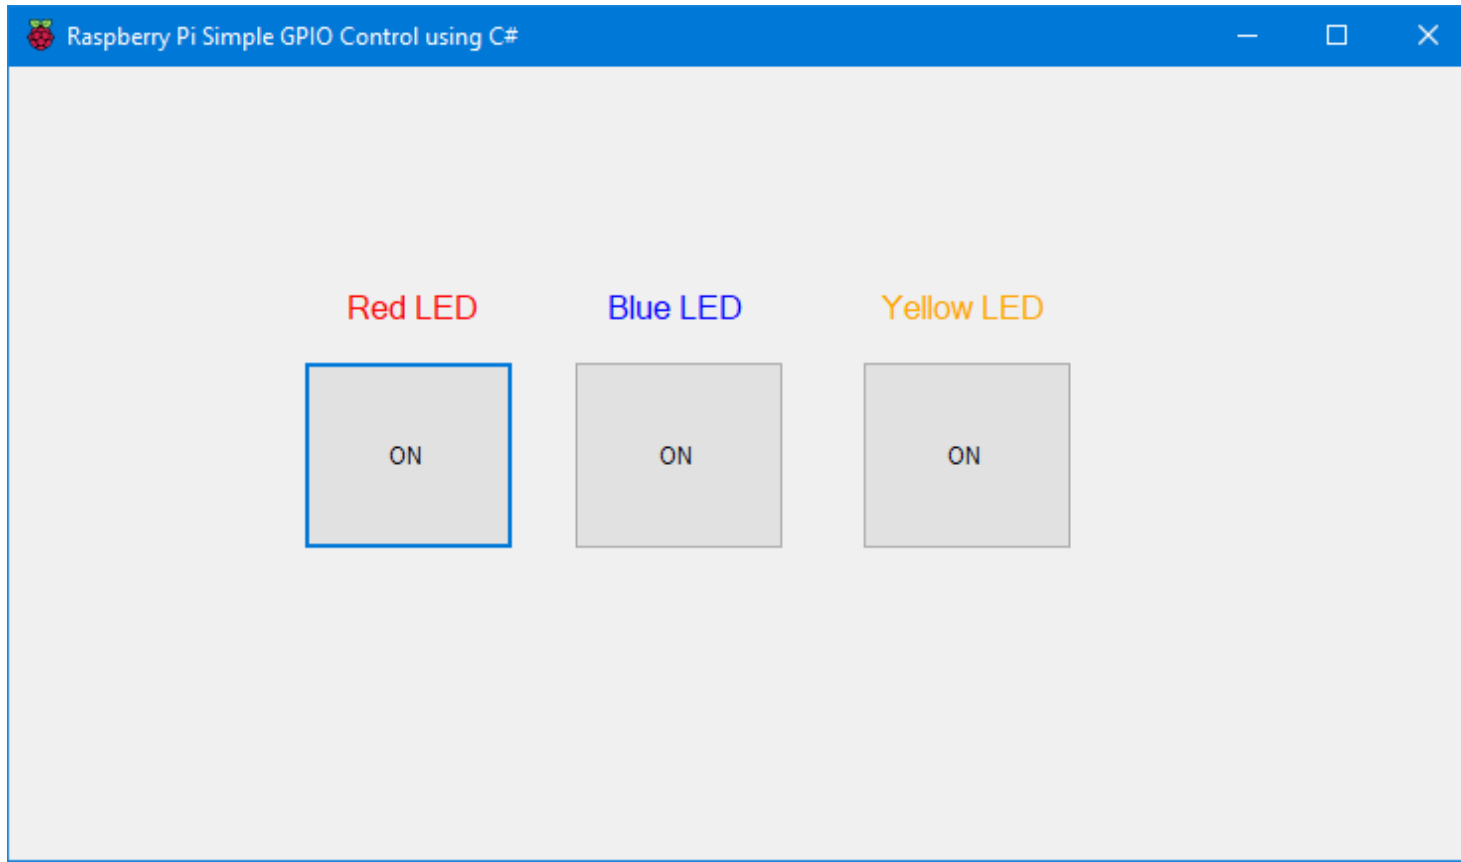 Raspberry Pi Simple GPIO Control using C#
Red LED Blue LED Yellow LED
ON ON ON